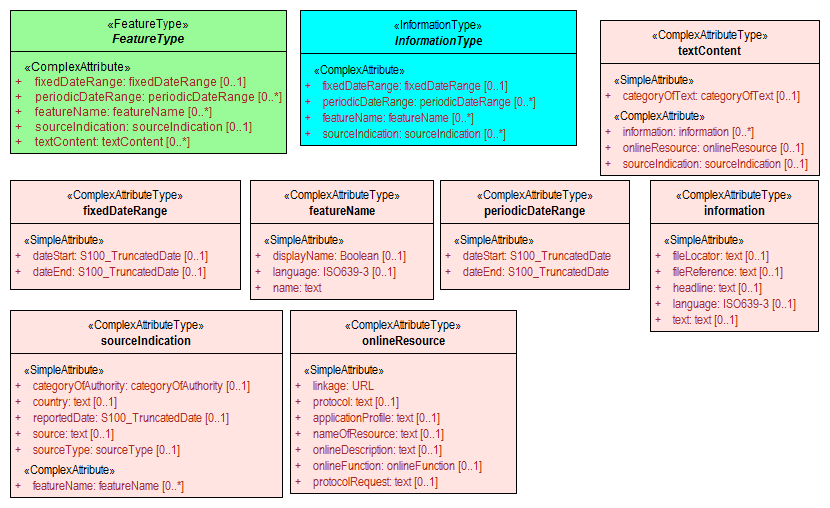 «FeatureType»
FeatureType
«ComplexAttribute»
+ fixedDateRange: fixedDateRange [0..1]
+ periodicDateRange: periodicDateRange [0..*]
+ featureName: featureName [0..*]
+ sourceIndication: sourceIndication [0..1]
+ textContent: textContent [0..*]
«InformationType»
InformationType
«ComplexAttribute»
+ fixedDateRange: fixedDateRange [0..1]
+ periodicDateRange: periodicDateRange [0..*]
+ featureName: featureName [0..*]
+ sourceIndication: sourceIndication [0..*]
«ComplexAttributeType»
textContent
«SimpleAttribute»
+ categoryOfText: categoryOfText [0..1]
«ComplexAttribute»
+ information: information [0..*]
+ onlineResource: onlineResource [0..1]
+ sourceIndication: sourceIndication [0..1]
«ComplexAttributeType»
fixedDateRange
«SimpleAttribute»
+ dateStart: S100_TruncatedDate [0..1]
+ dateEnd: S100_TruncatedDate [0..1]
«ComplexAttributeType»
featureName
«SimpleAttribute»
+ displayName: Boolean [0..1]
+ language: ISO639-3 [0..1]
+ name: text
«ComplexAttributeType»
periodicDateRange
«SimpleAttribute»
+ dateStart: S100_TruncatedDate
+ dateEnd: S100_TruncatedDate
«ComplexAttributeType»
information
«SimpleAttribute»
+ fileLocator: text [0..1]
+ fileReference: text [0..1]
+ headline: text [0..1]
+ language: ISO639-3 [0..1]
+ text: text [0..1]
«ComplexAttributeType»
sourceIndication
«SimpleAttribute»
+ categoryOfAuthority: categoryOfAuthority [0..1]
+ country: text [0..1]
+ reportedDate: S100_TruncatedDate [0..1]
+ source: text [0..1]
+ sourceType: sourceType [0..1]
«ComplexAttribute»
+ featureName: featureName [0..*]
«ComplexAttributeType»
onlineResource
«SimpleAttribute»
+ linkage: URL
+ protocol: text [0..1]
+ applicationProfile: text [0..1]
+ nameOfResource: text [0..1]
+ onlineDescription: text [0..1]
+ onlineFunction: onlineFunction [0..1]
+ protocolRequest: text [0..1]